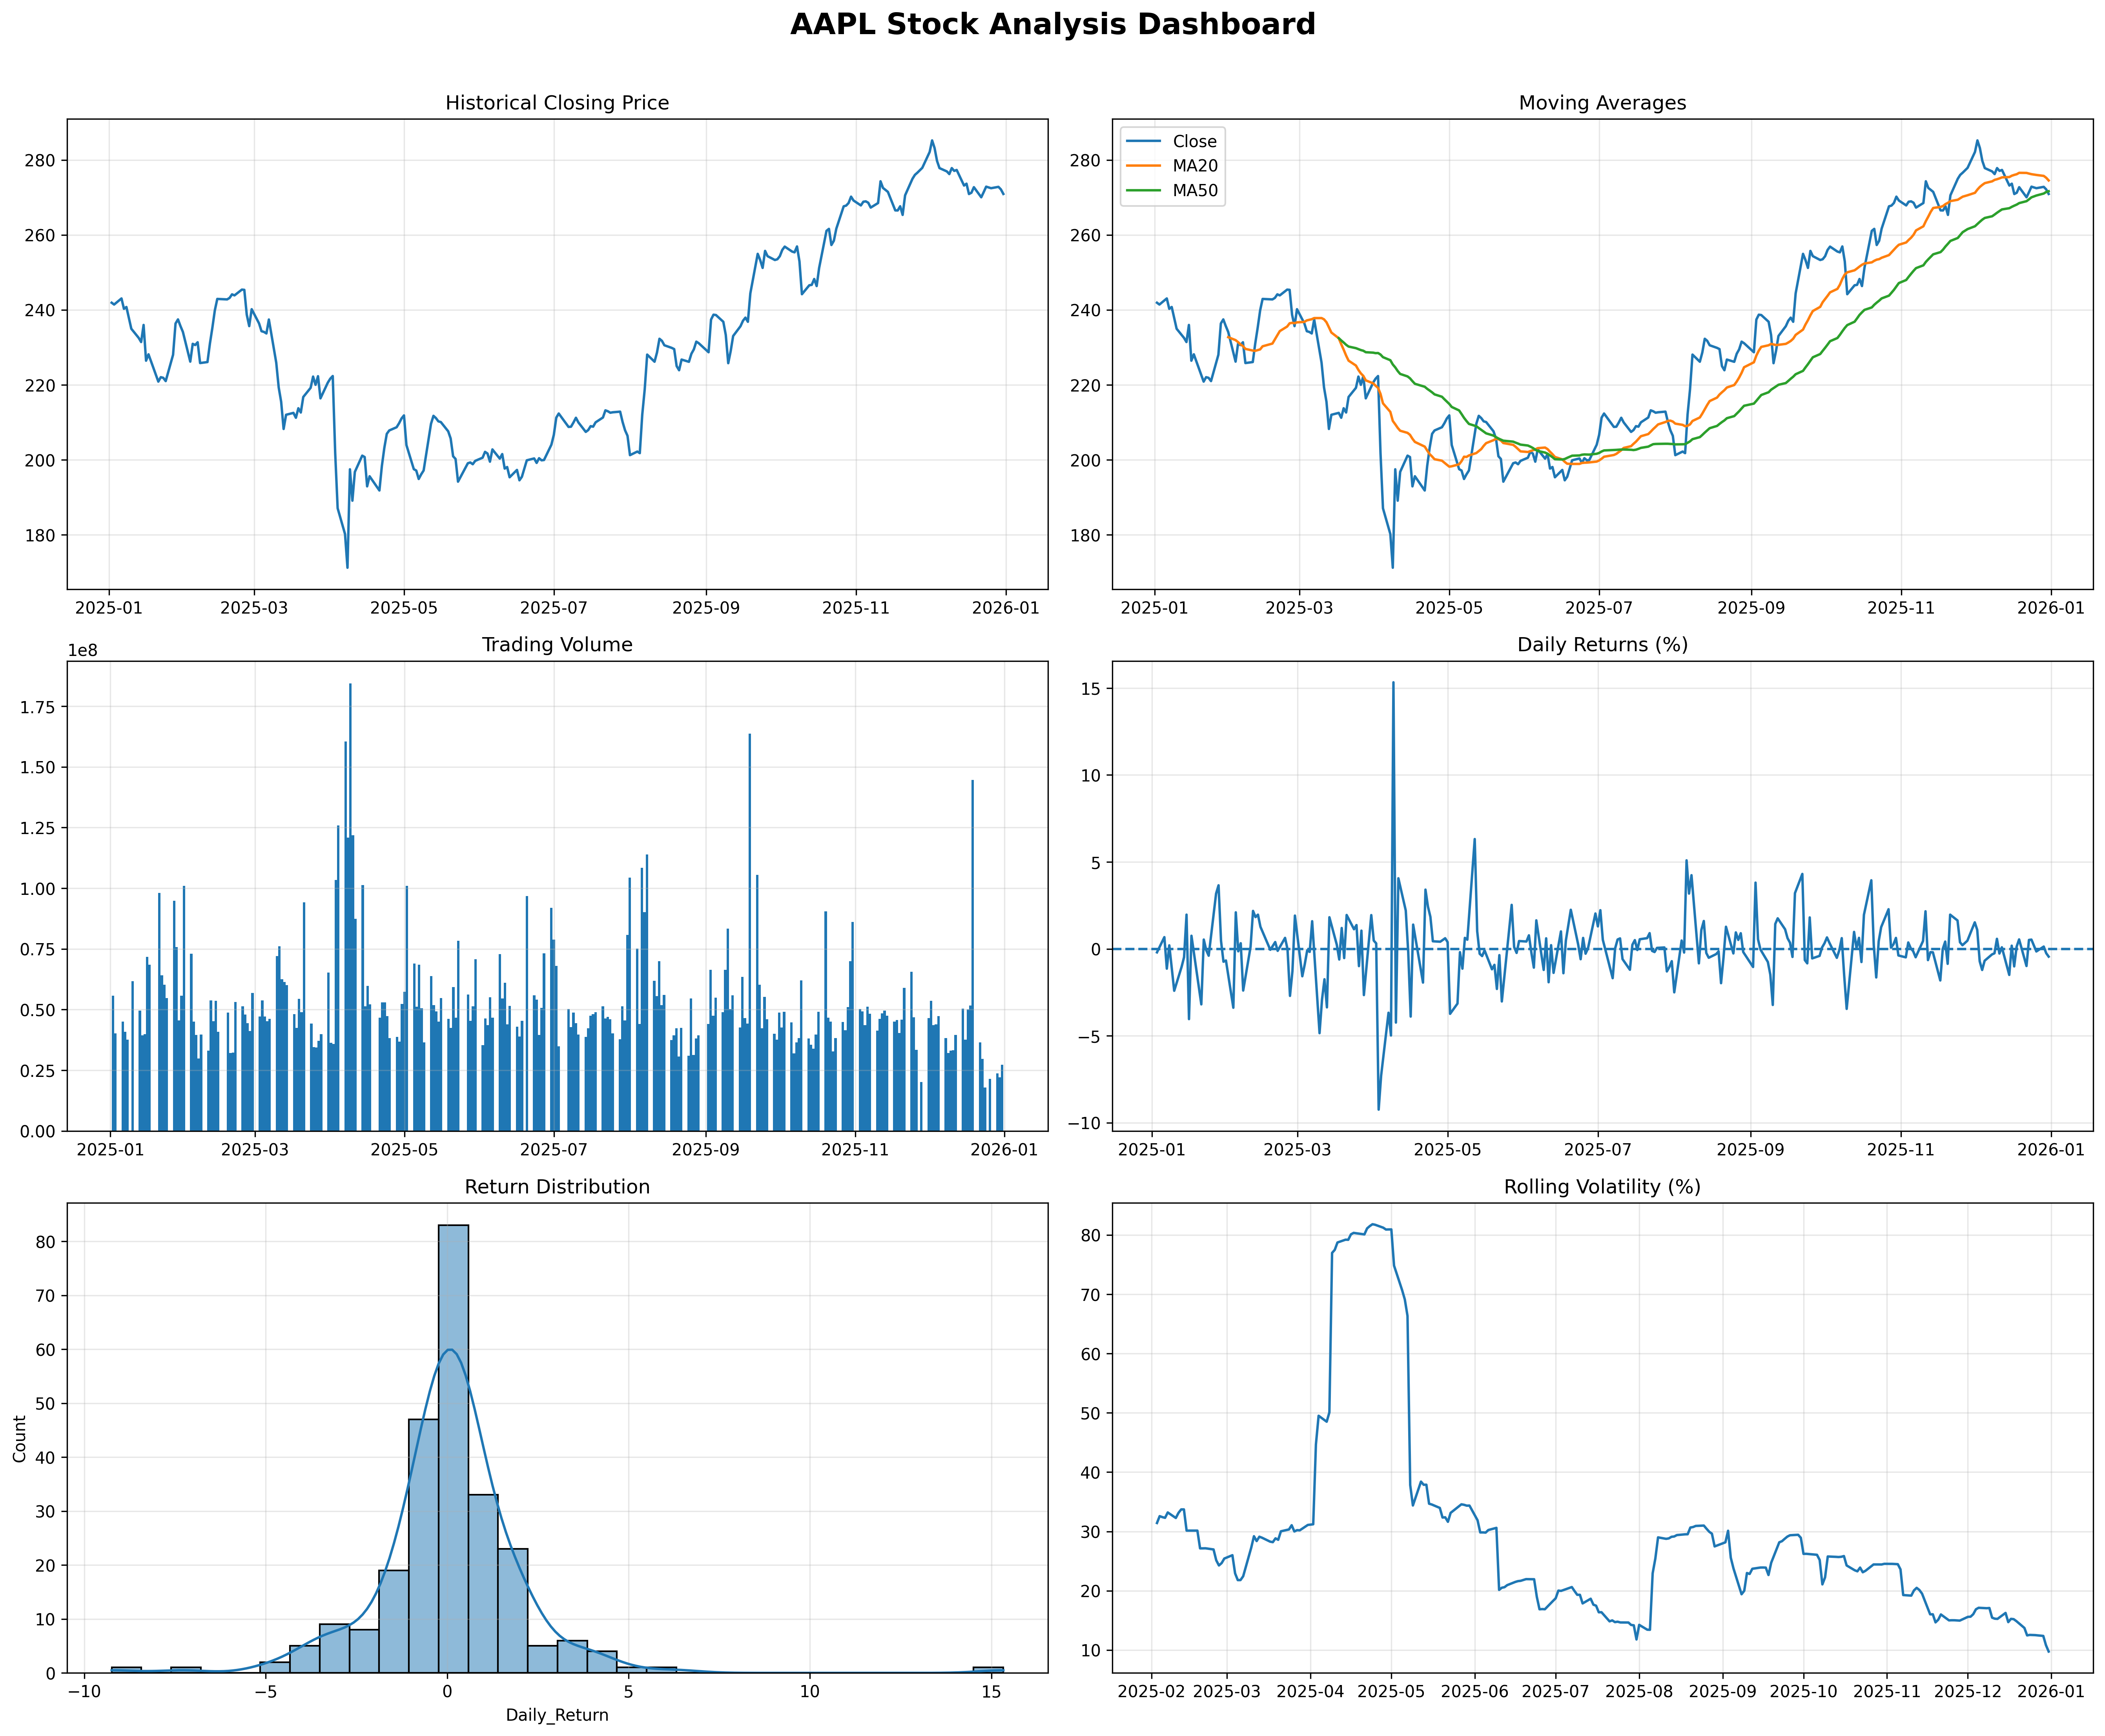 AAPL Stock Analysis Dashboard
Historical Closing Price
280
260
240
220
200
180
2025-01 2025-03 2025-05 2025-07 2025-09 2025-11 2026-01
Moving Averages
Close
MA20
MA50
280
260
240
220
200
180
2025-01 2025-03 2025-05 2025-07 2025-09 2025-11 2026-01
Trading Volume
1e8
1.75
1.50
1.25
1.00
0.75
0.50
0.25
0.00
2025-01 2025-03 2025-05 2025-07 2025-09 2025-11 2026-01
Daily Returns (%)
15
10
5
0
−5
−10
2025-01 2025-03 2025-05 2025-07 2025-09 2025-11 2026-01
Return Distribution
Count
80
70
60
50
40
30
20
10
0
−10 −5 0 5 10 15
Daily_Return
Rolling Volatility (%)
80
70
60
50
40
30
20
10
2025-02 2025-03 2025-04 2025-05 2025-06 2025-07 2025-08 2025-09 2025-10 2025-11 2025-12 2026-01